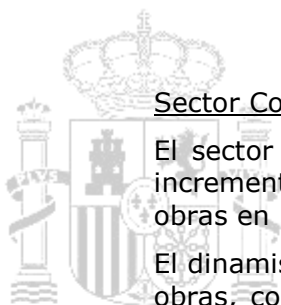 Sector Co
El sector
increment
obras en
El dinamis
obras, co
PLVS